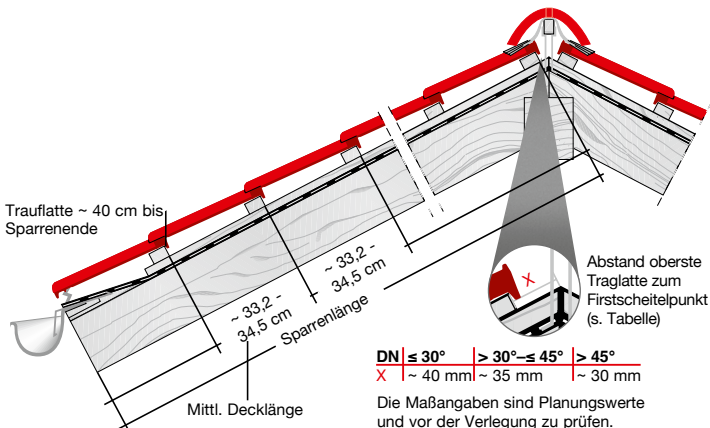 Trauflatte ~ 40 cm bis
Sparrenende
~ 33,2 -
34,5 cm
~ 33,2 -
34,5 cm
Sparrenlänge
Mittl. Decklänge
X
Abstand oberste
Traglatte zum
Firstscheitelpunkt
(s. Tabelle)
DN ≤ 30° > 30°–≤ 45° > 45°
X ~ 40 mm ~ 35 mm ~ 30 mm
Die Maßangaben sind Planungswerte
und vor der Verlegung zu prüfen.